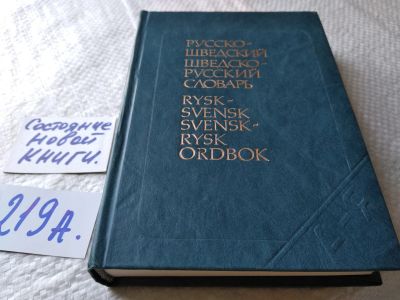 РУССКО-
ШВЕДСКИЙ
ШВЕДСКО-
РУССКИЙ
СЛОВАРЬ
RYSK-
SVENSK
SVENSK-
RYSK
ORDBOK
Состояние
новой
книги.
219А.